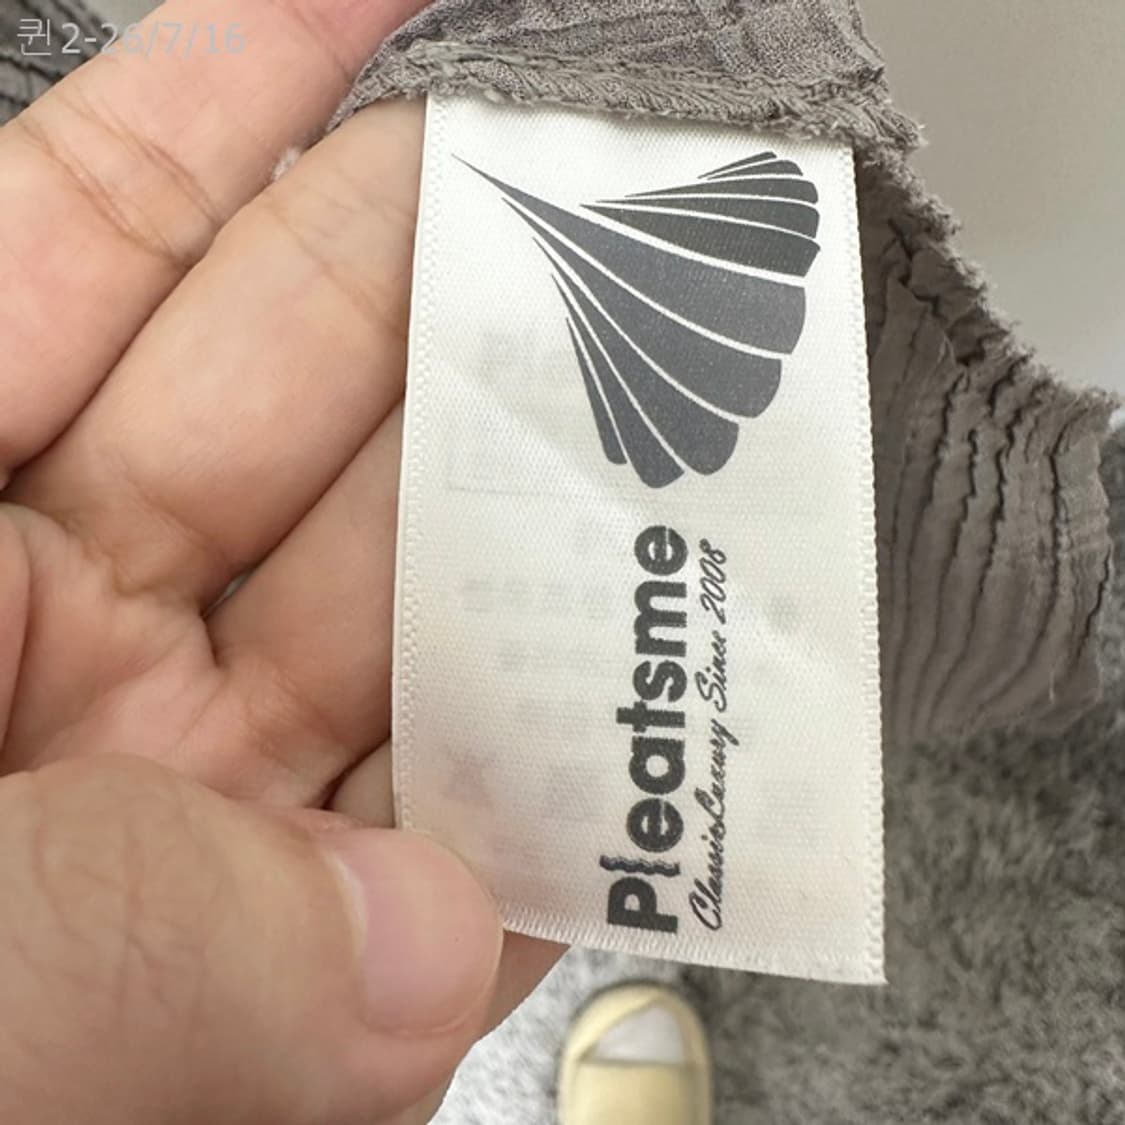 퀸 2-26/7/16
Pleatsme
ClassicLuxury Since 2008